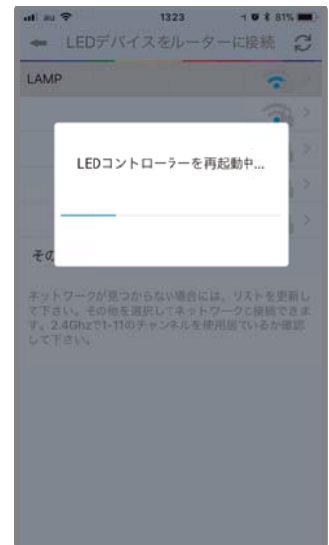 au 13:23 81%
LEDデバイスをルーターに接続
LAMP
LEDコントローラーを再起動中...
その
ネットワークが見つからない場合には、リストを更新し
て下さい。その他を選択してネットワークに接続できま
す。2.4Ghzで1-11のチャンネルを使用居ているか確認
して下さい。